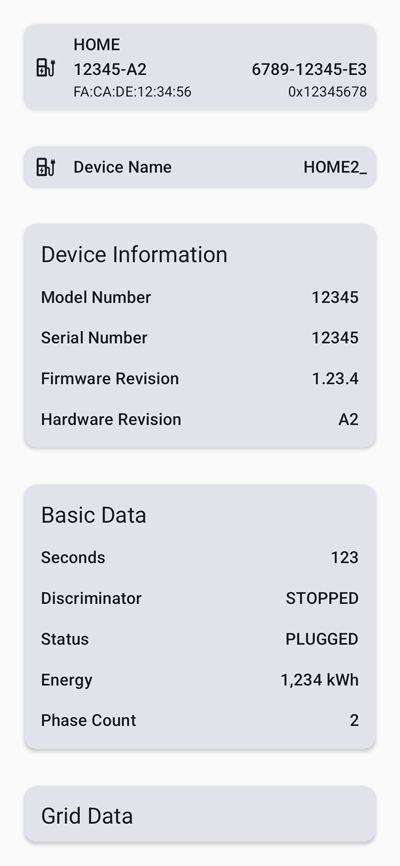 HOME
12345-A2 6789-12345-E3
FA:CA:DE:12:34:56 0x12345678
Device Name HOME2_
Device Information
Model Number 12345
Serial Number 12345
Firmware Revision 1.23.4
Hardware Revision A2
Basic Data
Seconds 123
Discriminator STOPPED
Status PLUGGED
Energy 1,234 kWh
Phase Count 2
Grid Data